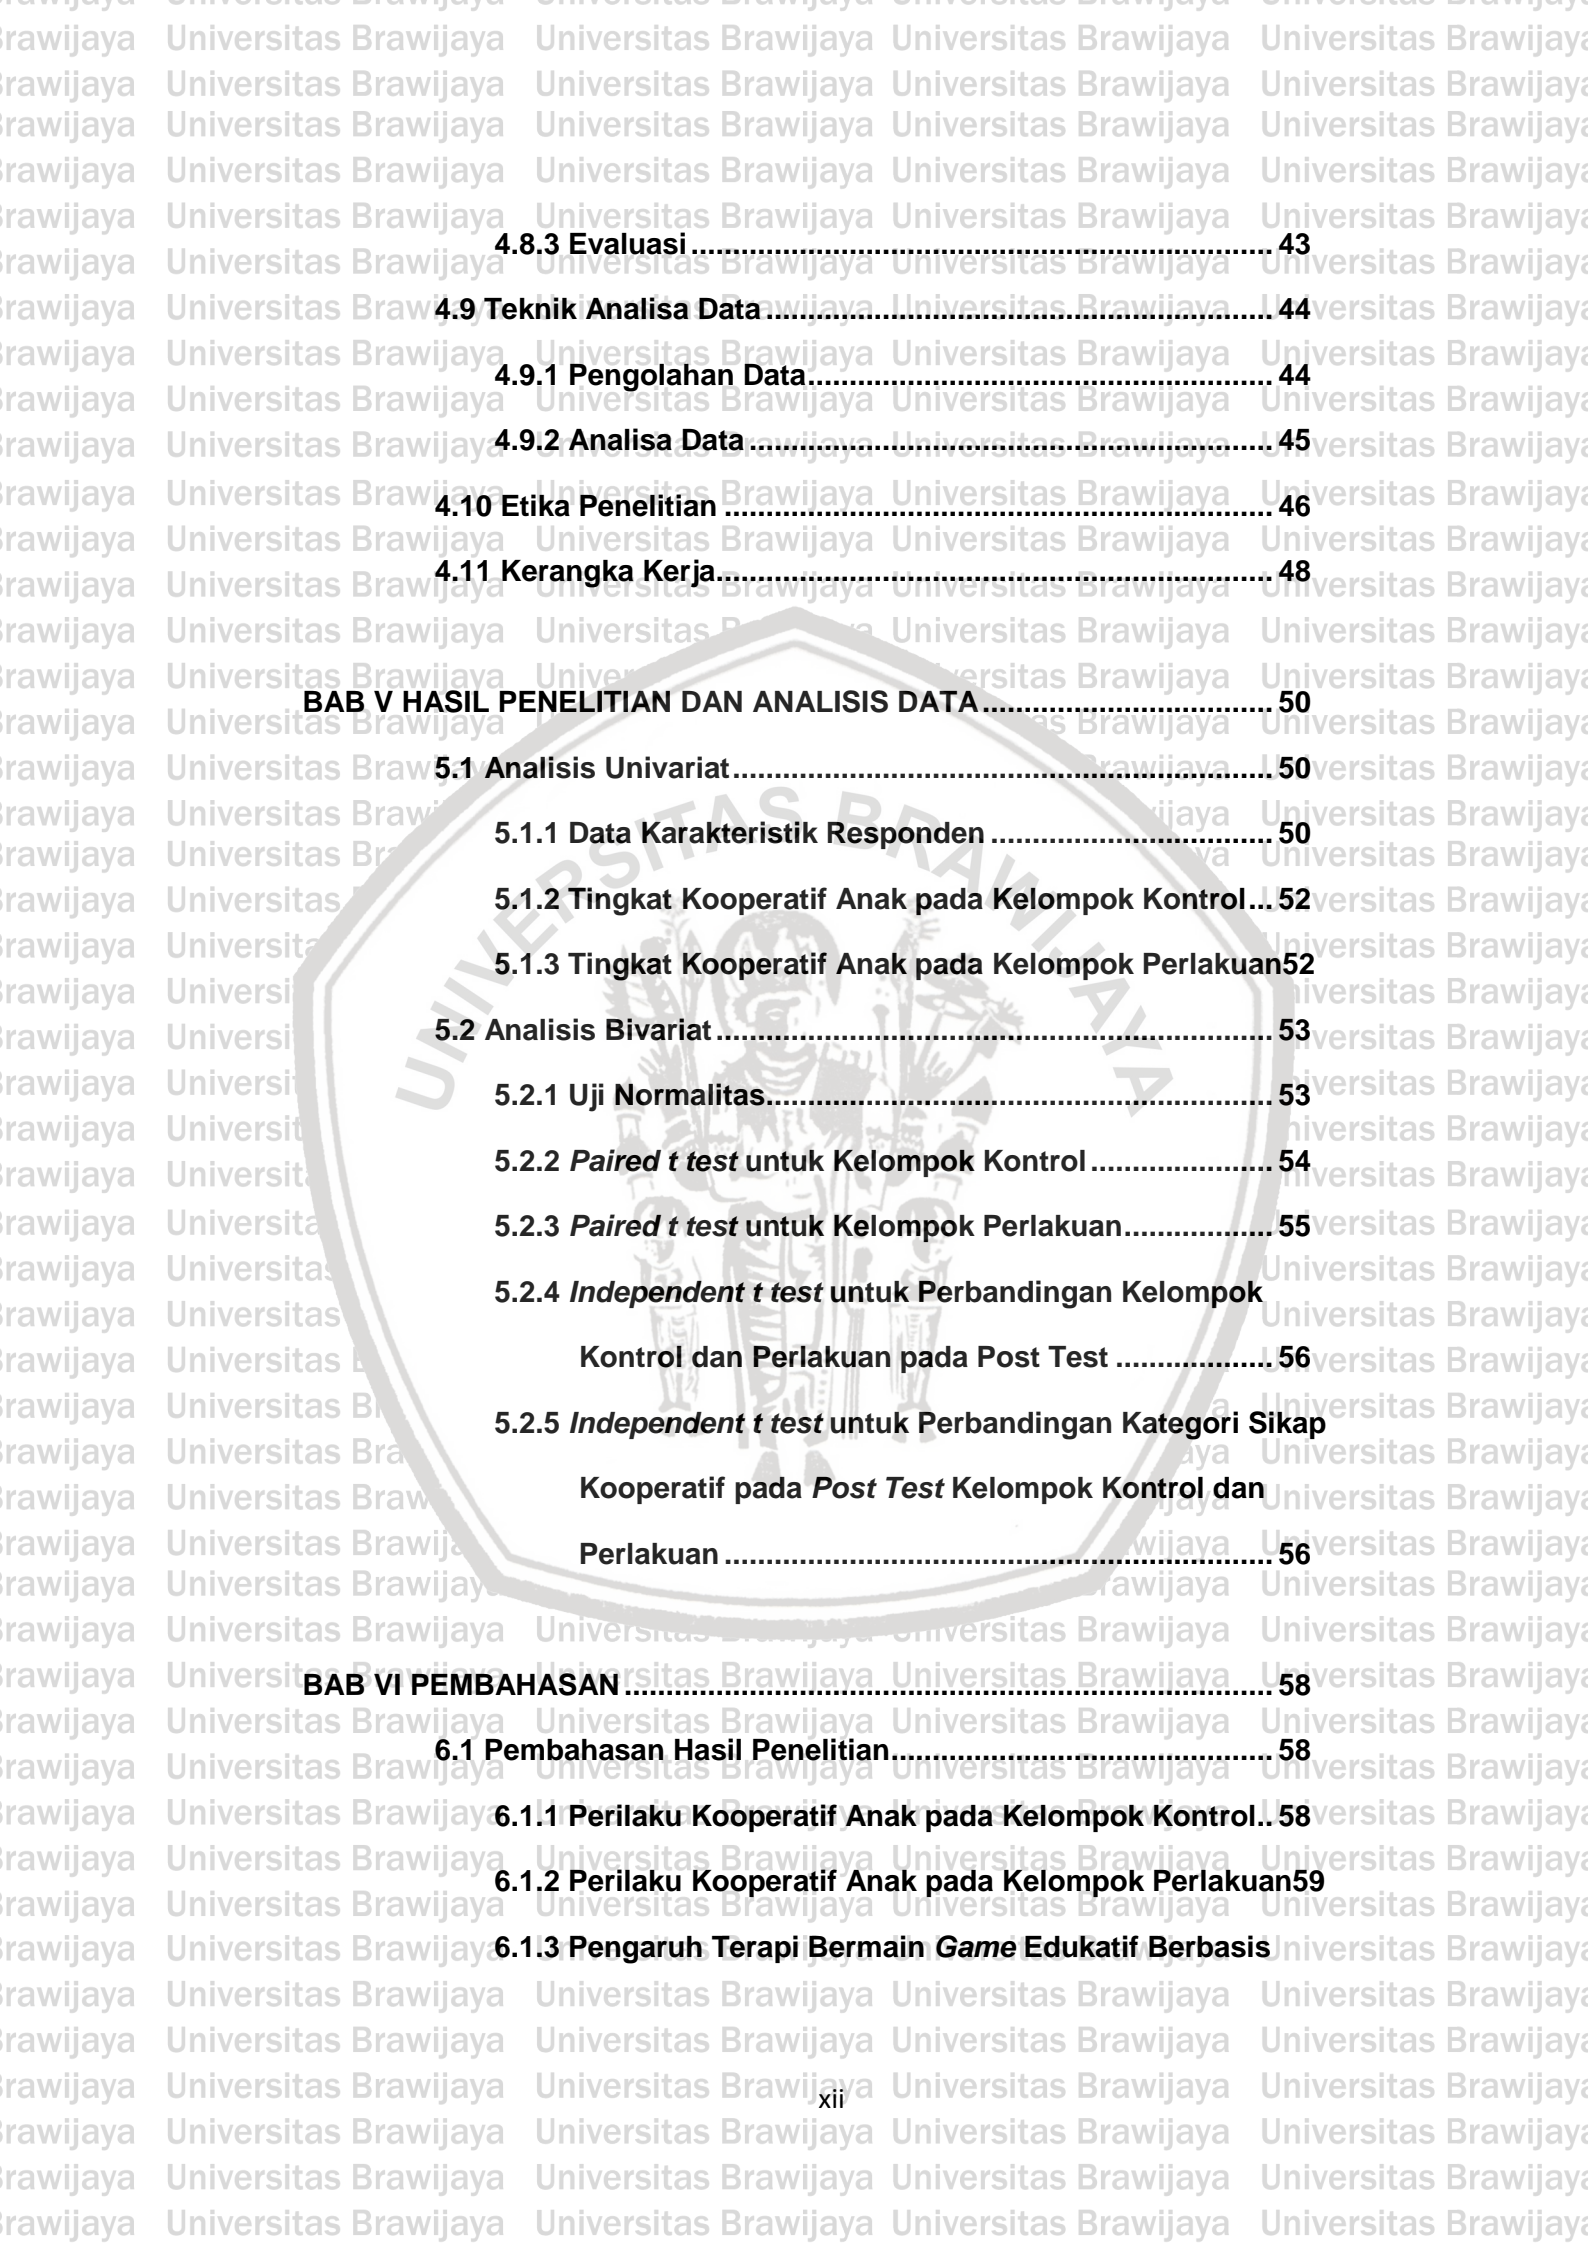 4.8.3 Evaluasi ........................................................................ 43
4.9 Teknik Analisa Data ............................................................... 44
4.9.1 Pengolahan Data......................................................... 44
4.9.2 Analisa Data ................................................................ 45
4.10 Etika Penelitian .................................................................... 46
4.11 Kerangka Kerja..................................................................... 48
BAB V HASIL PENELITIAN DAN ANALISIS DATA ................................... 50
5.1 Analisis Univariat ................................................................... 50
5.1.1 Data Karakteristik Responden .................................. 50
5.1.2 Tingkat Kooperatif Anak pada Kelompok Kontrol ... 52
5.1.3 Tingkat Kooperatif Anak pada Kelompok Perlakuan52
5.2 Analisis Bivariat ..................................................................... 53
5.2.1 Uji Normalitas.............................................................. 53
5.2.2 Paired t test untuk Kelompok Kontrol ...................... 54
5.2.3 Paired t test untuk Kelompok Perlakuan.................. 55
5.2.4 Independent t test untuk Perbandingan Kelompok
Kontrol dan Perlakuan pada Post Test ................... 56
5.2.5 Independent t test untuk Perbandingan Kategori Sikap
Kooperatif pada Post Test Kelompok Kontrol dan
Perlakuan .................................................................... 56
BAB VI PEMBAHASAN ................................................................................ 58
6.1 Pembahasan Hasil Penelitian............................................... 58
6.1.1 Perilaku Kooperatif Anak pada Kelompok Kontrol.. 58
6.1.2 Perilaku Kooperatif Anak pada Kelompok Perlakuan59
6.1.3 Pengaruh Terapi Bermain Game Edukatif Berbasis
xii
UNIVERSITAS BRAWIJAYA